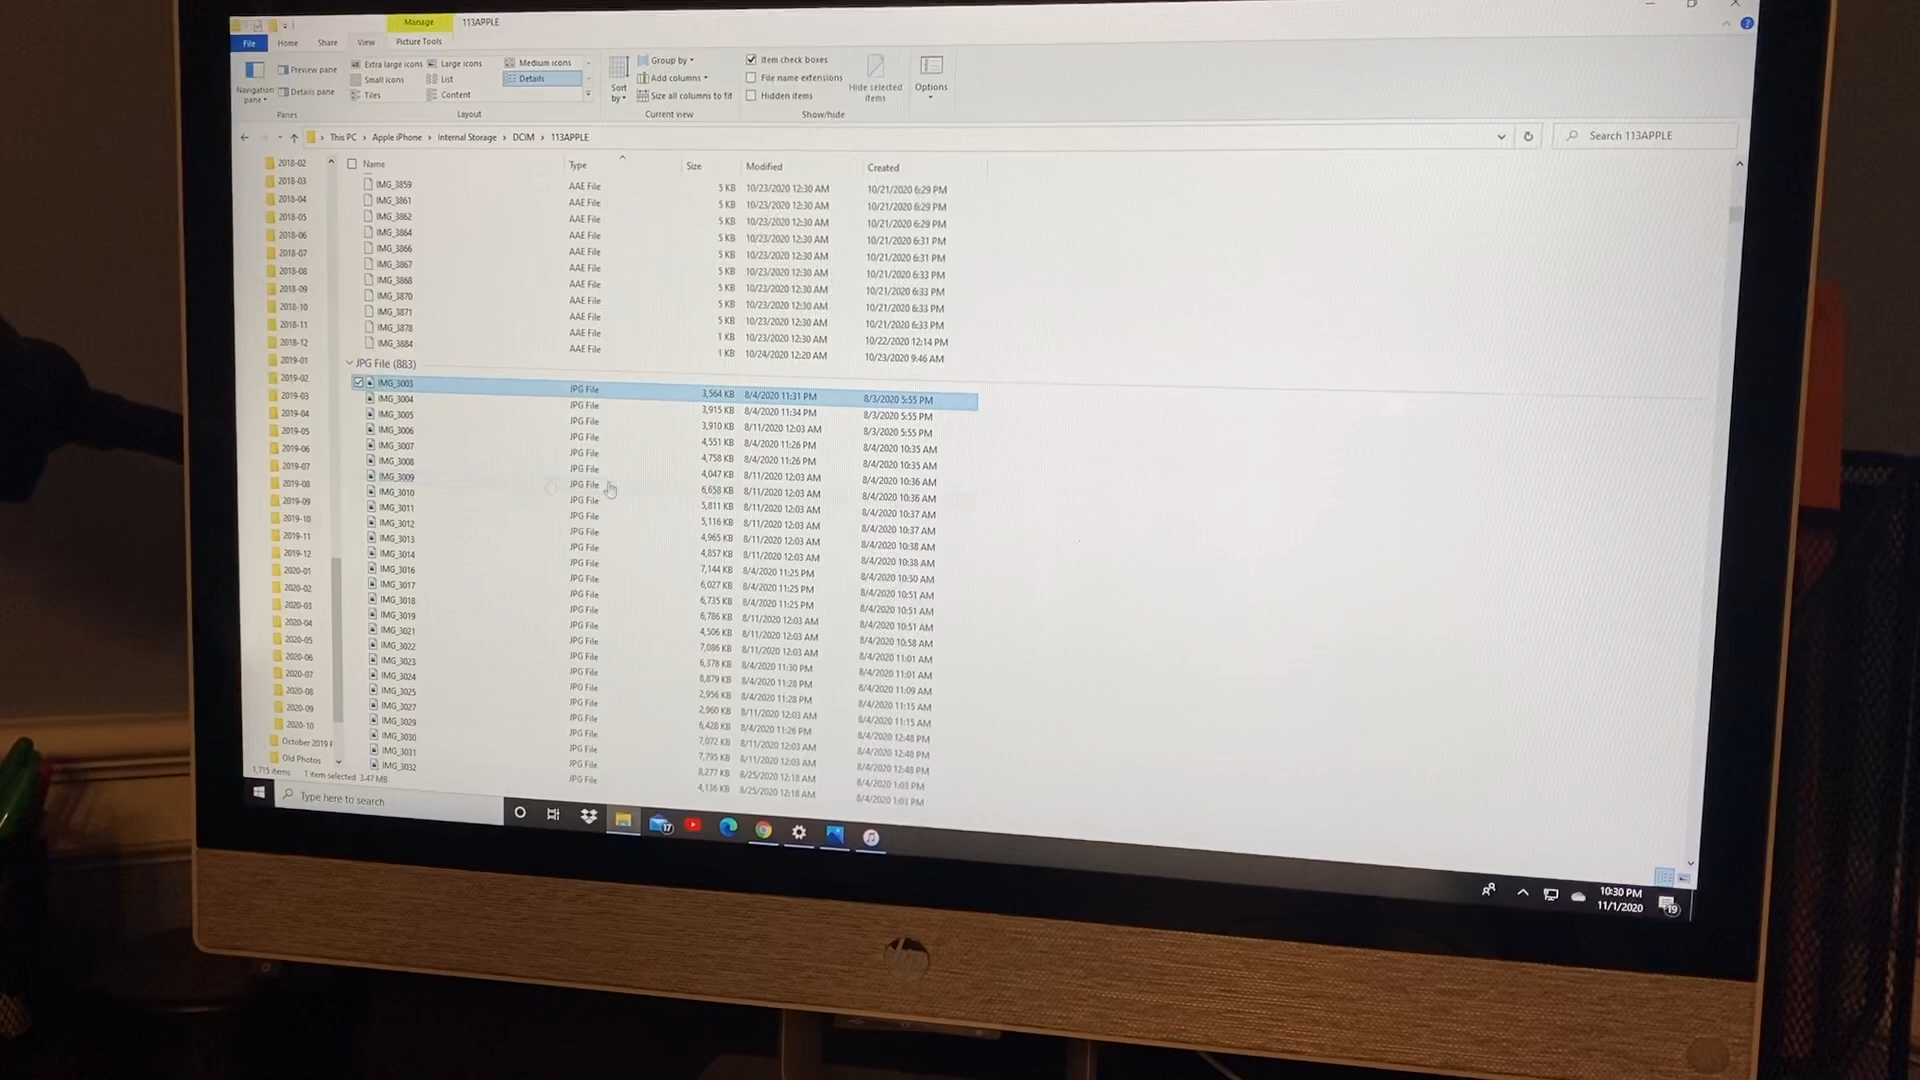 Manage 113APPLE
File Home Share View Picture Tools
Navigation pane
Preview pane
Details pane
Panes
Extra large icons Large icons Medium icons
Small icons List Details
Tiles Content
Layout
Sort by
Group by
Add columns
Size all columns to fit
Current view
Item check boxes
File name extensions
Hidden items
Hide selected items
Show/hide
Options
This PC > Apple iPhone > Internal Storage > DCIM > 113APPLE
Search 113APPLE
2018-02
2018-03
2018-04
2018-05
2018-06
2018-07
2018-08
2018-09
2018-10
2018-11
2018-12
2019-01
2019-02
2019-03
2019-04
2019-05
2019-06
2019-07
2019-08
2019-09
2019-10
2019-11
2019-12
2020-01
2020-02
2020-03
2020-04
2020-05
2020-06
2020-07
2020-08
2020-09
2020-10
October 2019 F
Old Photos
Name Type Size Modified Created
IMG_3859 AAE File 5 KB 10/23/2020 12:30 AM 10/21/2020 6:29 PM
IMG_3861 AAE File 5 KB 10/23/2020 12:30 AM 10/21/2020 6:29 PM
IMG_3862 AAE File 5 KB 10/23/2020 12:30 AM 10/21/2020 6:29 PM
IMG_3864 AAE File 5 KB 10/23/2020 12:30 AM 10/21/2020 6:31 PM
IMG_3866 AAE File 5 KB 10/23/2020 12:30 AM 10/21/2020 6:31 PM
IMG_3867 AAE File 5 KB 10/23/2020 12:30 AM 10/21/2020 6:33 PM
IMG_3868 AAE File 5 KB 10/23/2020 12:30 AM 10/21/2020 6:33 PM
IMG_3870 AAE File 5 KB 10/23/2020 12:30 AM 10/21/2020 6:33 PM
IMG_3871 AAE File 5 KB 10/23/2020 12:30 AM 10/21/2020 6:33 PM
IMG_3878 AAE File 1 KB 10/23/2020 12:30 AM 10/22/2020 12:14 PM
IMG_3884 AAE File 1 KB 10/24/2020 12:20 AM 10/23/2020 9:46 AM
JPG File (883)
IMG_3003 JPG File 3,564 KB 8/4/2020 11:31 PM 8/3/2020 5:55 PM
IMG_3004 JPG File 3,915 KB 8/4/2020 11:34 PM 8/3/2020 5:55 PM
IMG_3005 JPG File 3,910 KB 8/11/2020 12:03 AM 8/3/2020 5:55 PM
IMG_3006 JPG File 4,551 KB 8/4/2020 11:26 PM 8/4/2020 10:35 AM
IMG_3007 JPG File 4,758 KB 8/4/2020 11:26 PM 8/4/2020 10:35 AM
IMG_3008 JPG File 4,047 KB 8/11/2020 12:03 AM 8/4/2020 10:36 AM
IMG_3009 JPG File 6,658 KB 8/11/2020 12:03 AM 8/4/2020 10:36 AM
IMG_3010 JPG File 5,811 KB 8/11/2020 12:03 AM 8/4/2020 10:37 AM
IMG_3011 JPG File 5,116 KB 8/11/2020 12:03 AM 8/4/2020 10:37 AM
IMG_3012 JPG File 4,965 KB 8/11/2020 12:03 AM 8/4/2020 10:38 AM
IMG_3013 JPG File 4,857 KB 8/11/2020 12:03 AM 8/4/2020 10:38 AM
IMG_3014 JPG File 7,144 KB 8/4/2020 11:25 PM 8/4/2020 10:50 AM
IMG_3016 JPG File 6,027 KB 8/4/2020 11:25 PM 8/4/2020 10:51 AM
IMG_3017 JPG File 6,735 KB 8/4/2020 11:25 PM 8/4/2020 10:51 AM
IMG_3018 JPG File 6,786 KB 8/11/2020 12:03 AM 8/4/2020 10:51 AM
IMG_3019 JPG File 4,506 KB 8/11/2020 12:03 AM 8/4/2020 10:58 AM
IMG_3021 JPG File 7,086 KB 8/11/2020 12:03 AM 8/4/2020 11:01 AM
IMG_3022 JPG File 6,378 KB 8/4/2020 11:30 PM 8/4/2020 11:01 AM
IMG_3023 JPG File 8,879 KB 8/4/2020 11:28 PM 8/4/2020 11:09 AM
IMG_3024 JPG File 2,956 KB 8/4/2020 11:28 PM 8/4/2020 11:15 AM
IMG_3025 JPG File 2,960 KB 8/11/2020 12:03 AM 8/4/2020 11:15 AM
IMG_3027 JPG File 6,428 KB 8/4/2020 11:26 PM 8/4/2020 12:48 PM
IMG_3029 JPG File 7,072 KB 8/11/2020 12:03 AM 8/4/2020 12:48 PM
IMG_3030 JPG File 7,795 KB 8/11/2020 12:03 AM 8/4/2020 12:48 PM
IMG_3031 JPG File 8,277 KB 8/25/2020 12:18 AM 8/4/2020 1:03 PM
IMG_3032 JPG File 4,136 KB 8/25/2020 12:18 AM 8/4/2020 1:03 PM
1,715 items 1 item selected 3.47 MB
Type here to search
17
10:30 PM
11/1/2020
19
hp